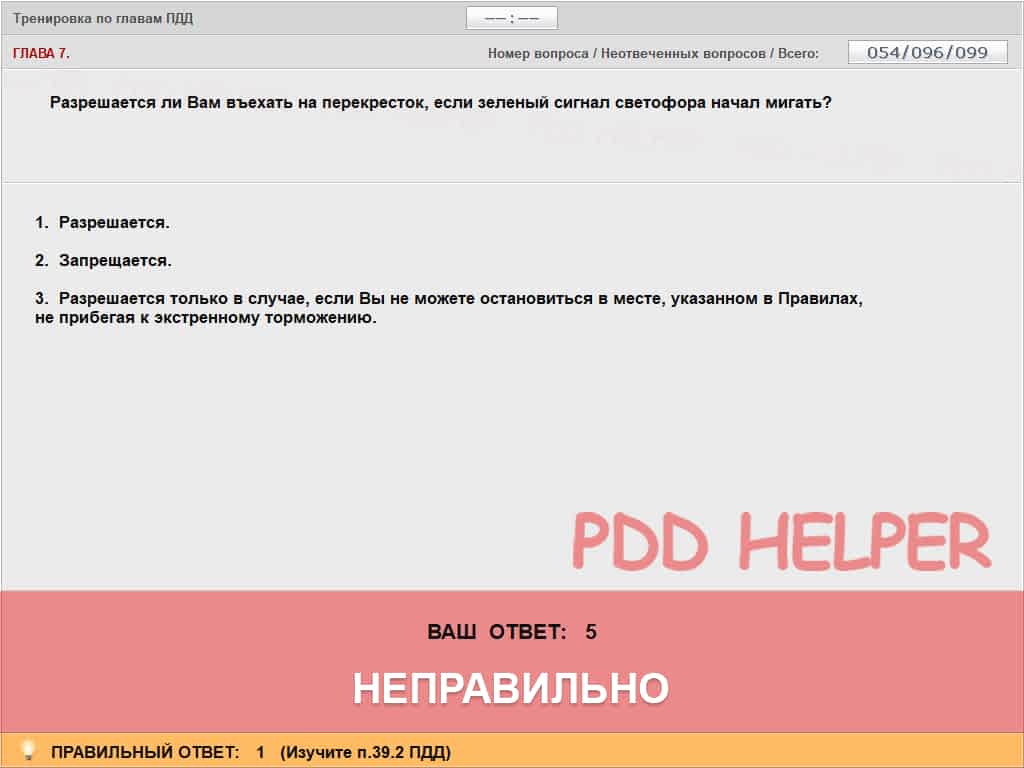 Тренировка по главам ПДД
—— : ——
ГЛАВА 7.
Номер вопроса / Неотвеченных вопросов / Всего:
054/096/099
Разрешается ли Вам въехать на перекресток, если зеленый сигнал светофора начал мигать?
1. Разрешается.
2. Запрещается.
3. Разрешается только в случае, если Вы не можете остановиться в месте, указанном в Правилах,
не прибегая к экстренному торможению.
PDD HELPER
ВАШ ОТВЕТ: 5
НЕПРАВИЛЬНО
ПРАВИЛЬНЫЙ ОТВЕТ: 1 (Изучите п.39.2 ПДД)